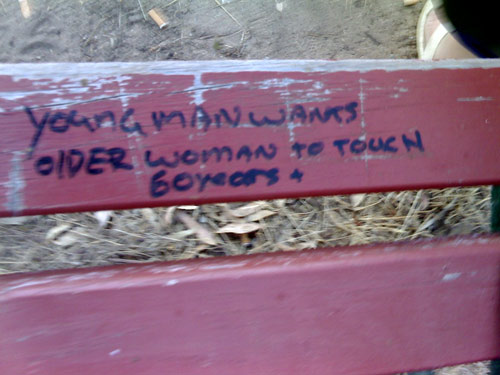 YOUNG MAN WANTS
OlDER WOMAN TO TOUCH
60YEARS +